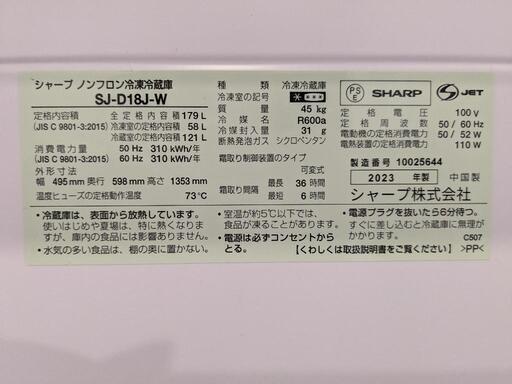 シャープ ノンフロン冷凍冷蔵庫
SJ-D18J-W
定格内容積 全定格内容積 179 L
(JIS C 9801-3:2015) 冷凍室の定格内容積 58 L
冷蔵室の定格内容積 121 L
消費電力量 50 Hz 310 kWh/年
(JIS C 9801-3:2015) 60 Hz 310 kWh/年
外形寸法
幅 495mm 奥行 598mm 高さ 1353mm
温度ヒューズの定格動作温度 73℃
種類 冷凍冷蔵庫
冷凍室の記号
質量 45 kg
冷媒名 R600a
冷媒封入量 31 g
断熱発泡ガス シクロペンタン
霜取り制御装置のタイプ
可変式
霜取り間隔 最長 36 時間
最短 6 時間
PS
E
SHARP
S JET
定格電圧 100 V
定格周波数 50 / 60 Hz
電動機の定格消費電力 50 / 52 W
電熱装置の定格消費電力 110 W
製造番号 10025644
2023 年製 中国製
シャープ株式会社
・冷蔵庫は、表面から放熱しています。
使いはじめや夏場は、特に熱くなりま
すが、庫内の食品には影響ありません。
・水気の多い食品は、棚の奥に置かない。
・室温が約5℃以下では、
食品が凍ることがあります。
・電源は必ずコンセントから
とる。
・電源プラグを抜いたら6分待つ。
すぐに差し込むと冷蔵庫に無理が
かかります。
【くわしくは取扱説明書をご覧ください】
>PP<
C507